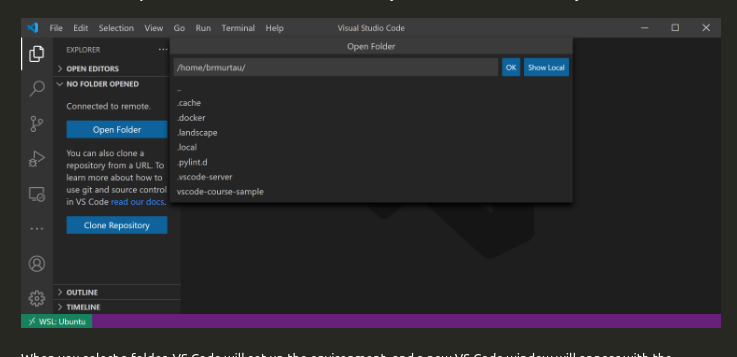 File Edit Selection View Go Run Terminal Help Visual Studio Code
EXPLORER ...
Open Folder
OPEN EDITORS
/home/brmurtau/ OK Show Local
NO FOLDER OPENED
..
.cache
Connected to remote.
.docker
Open Folder
.landscape
.local
You can also clone a
repository from a URL. To
learn more about how to
use git and source control
in VS Code read our docs.
.pylint.d
.vscode-server
vscode-course-sample
Clone Repository
OUTLINE
TIMELINE
WSL: Ubuntu